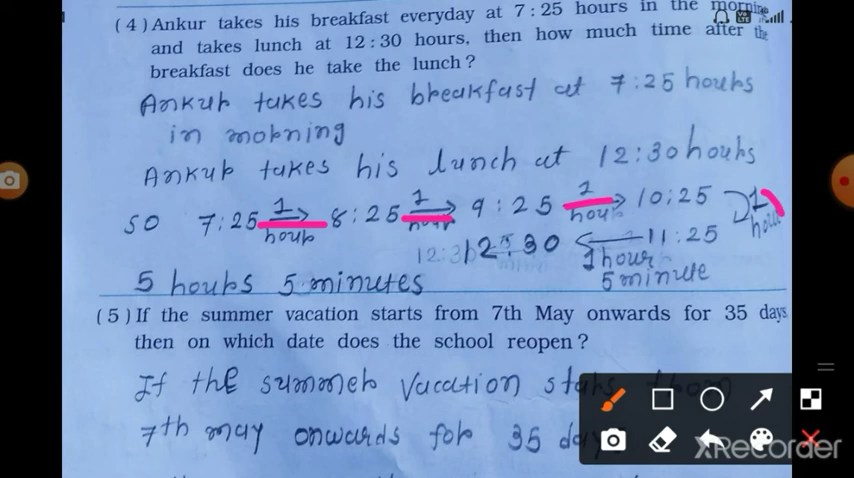 (4) Ankur takes his breakfast everyday at 7:25 hours in the morning
and takes lunch at 12:30 hours, then how much time after the
breakfast does he take the lunch?
Ankur takes his breakfast at 7:25 hours
in morning
Ankur takes his lunch at 12:30 hours
so 7:25 1 hour 8:25 1 hour 9:25 1 hour 10:25 1 hour
12:30 1 hour 5 minute 11:25
5 hours 5 minutes
(5) If the summer vacation starts from 7th May onwards for 35 days
then on which date does the school reopen?
If the summer vacation
7th may onwards for 35
XRecorder